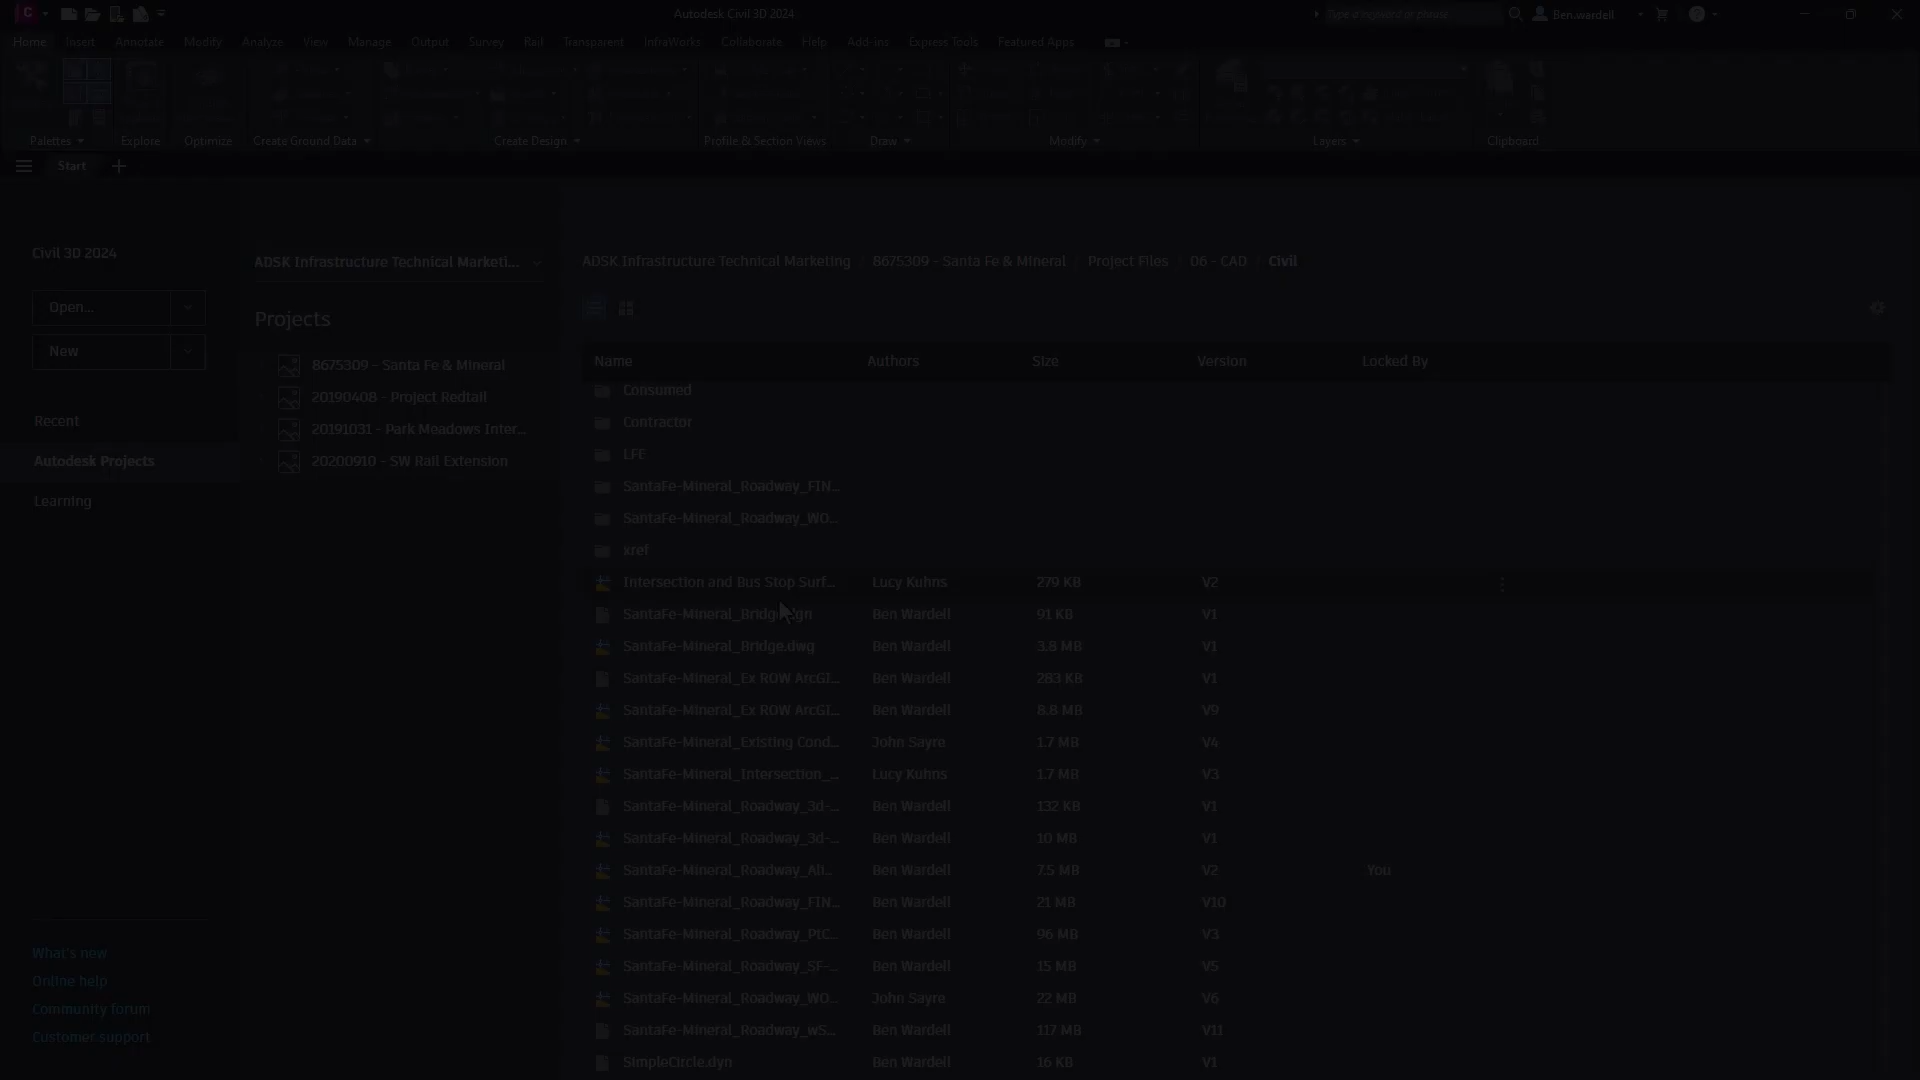 C
Autodesk Civil 3D 2024
Type a keyword or phrase
Ben.wardell
Home Insert Annotate Modify Analyze View Manage Output Survey Rail Transparent InfraWorks Collaborate Help Add-ins Express Tools Featured Apps
Palettes Explore Optimize Create Ground Data Create Design Profile & Section Views Draw Modify Layers Clipboard
Start
Civil 3D 2024
Open...
New
Recent
Autodesk Projects
Learning
What's new
Online help
Community forum
Customer support
ADSK Infrastructure Technical Marketi...
Projects
8675309 - Santa Fe & Mineral
20190408 - Project Redtail
20191031 - Park Meadows Inter...
20200910 - SW Rail Extension
ADSK Infrastructure Technical Marketing / 8675309 - Santa Fe & Mineral / Project Files / 06 - CAD / Civil
Name Authors Size Version Locked By
Consumed
Contractor
LFE
SantaFe-Mineral_Roadway_FIN...
SantaFe-Mineral_Roadway_WO...
xref
Intersection and Bus Stop Surf... Lucy Kuhns 279 KB V2
SantaFe-Mineral_Bridge.dgn Ben Wardell 91 KB V1
SantaFe-Mineral_Bridge.dwg Ben Wardell 3.8 MB V1
SantaFe-Mineral_Ex ROW ArcGI... Ben Wardell 283 KB V1
SantaFe-Mineral_Ex ROW ArcGI... Ben Wardell 8.8 MB V9
SantaFe-Mineral_Existing Cond... John Sayre 1.7 MB V4
SantaFe-Mineral_Intersection_... Lucy Kuhns 1.7 MB V3
SantaFe-Mineral_Roadway_3d-... Ben Wardell 132 KB V1
SantaFe-Mineral_Roadway_3d-... Ben Wardell 10 MB V1
SantaFe-Mineral_Roadway_Ali... Ben Wardell 7.5 MB V2 You
SantaFe-Mineral_Roadway_FIN... Ben Wardell 21 MB V10
SantaFe-Mineral_Roadway_PtC... Ben Wardell 96 MB V3
SantaFe-Mineral_Roadway_SF-... Ben Wardell 15 MB V5
SantaFe-Mineral_Roadway_WO... John Sayre 22 MB V6
SantaFe-Mineral_Roadway_wS... Ben Wardell 117 MB V11
SimpleCircle.dyn Ben Wardell 16 KB V1